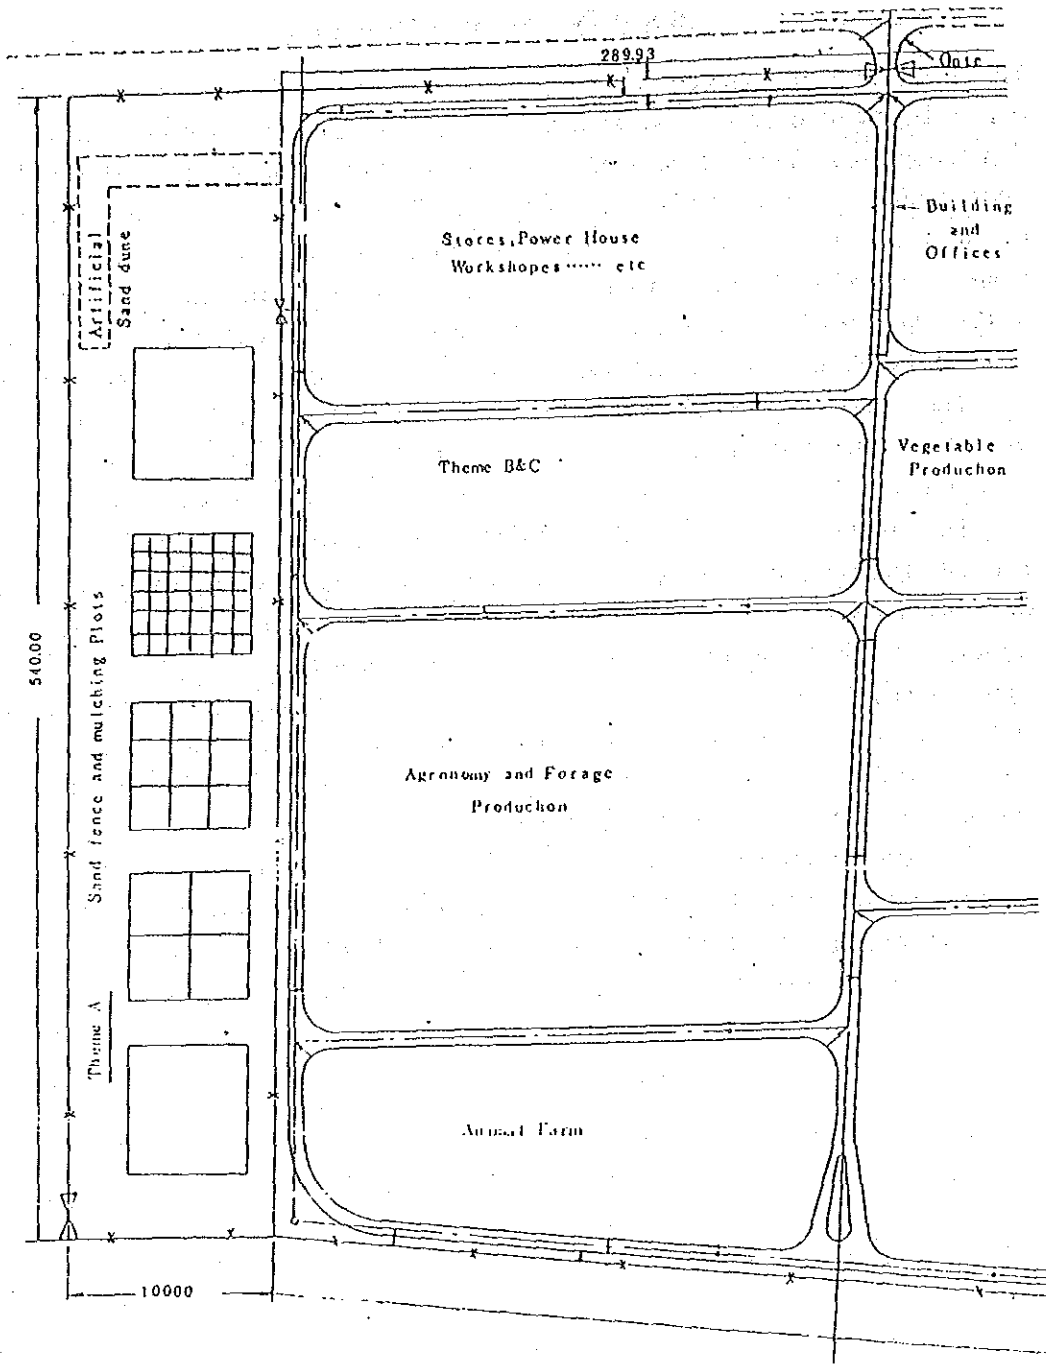 289.93
Building
and
Offices
Stores, Power House
Workshopes ...... etc
Artificial
Sand dune
Vegetable
Produchon
Theme B&C
540.00
Sand fence and mulching Plots
Agronomy and Forage
Produchon
Theme A
Animal Farm
10000